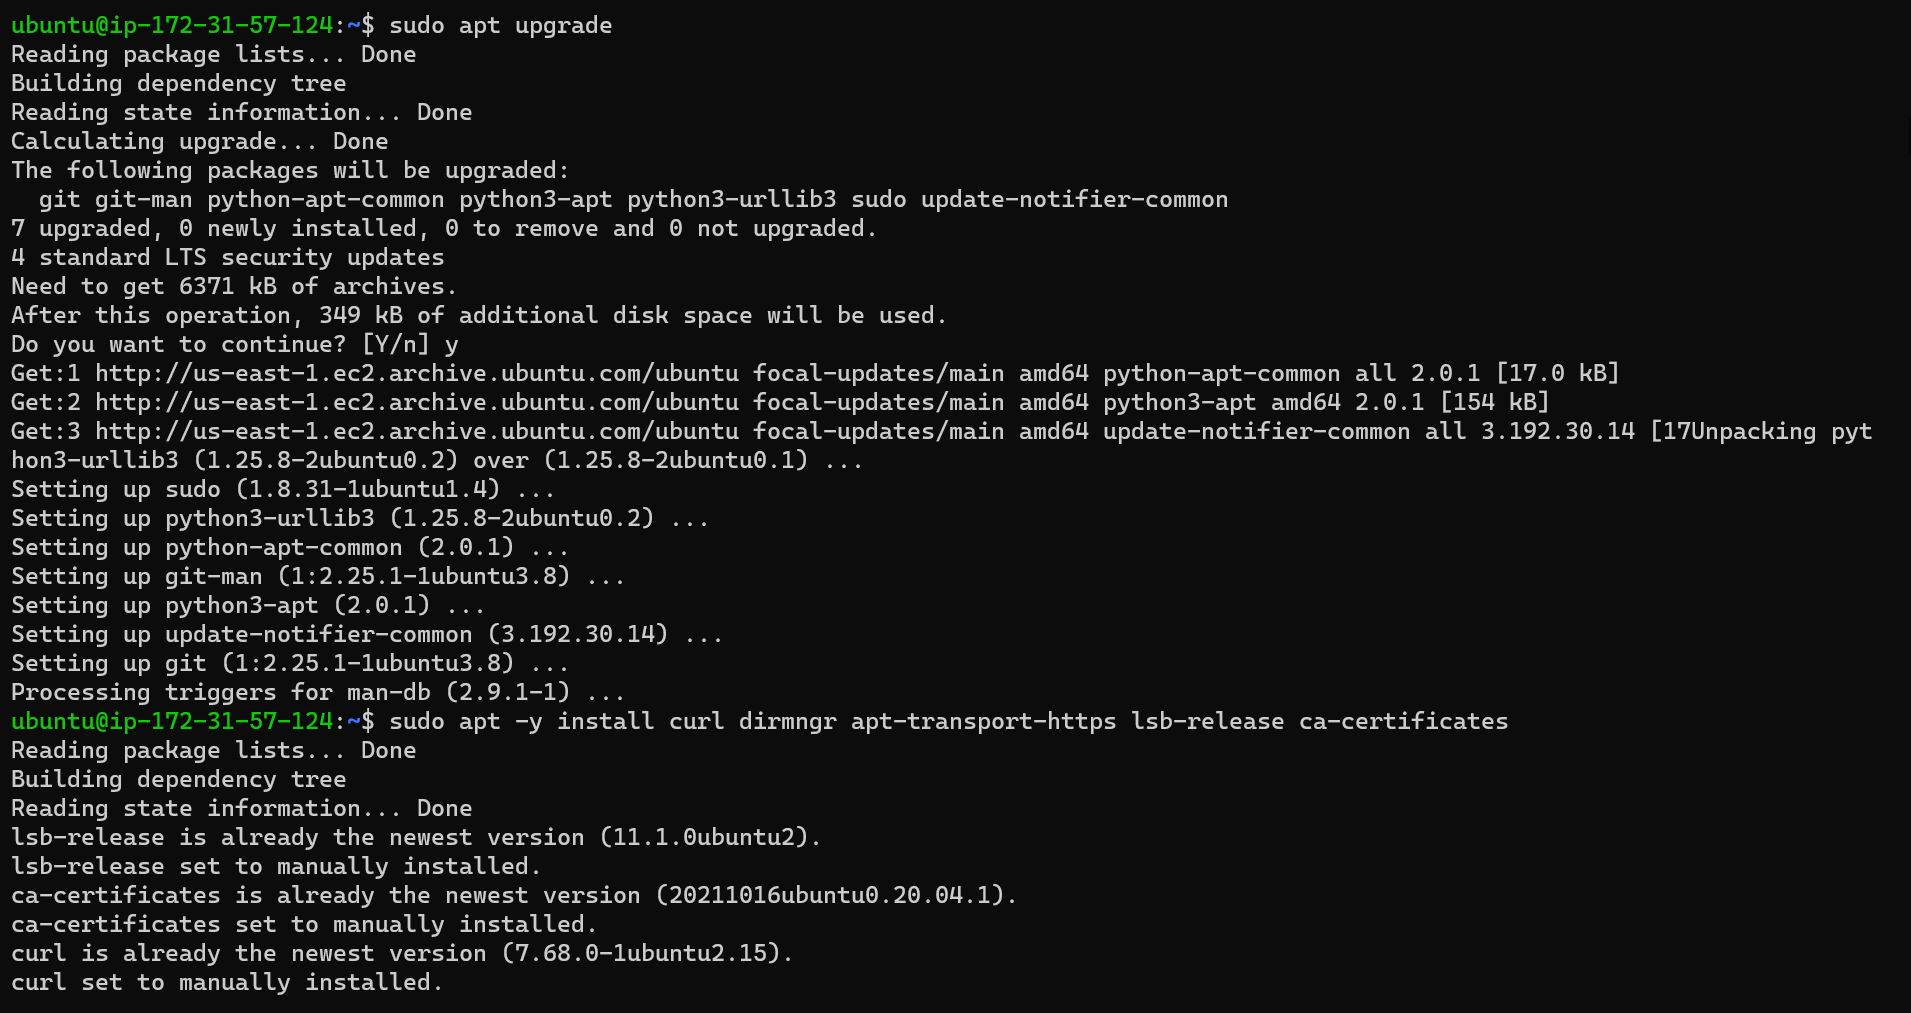 ubuntu@ip-172-31-57-124:~$ sudo apt upgrade
Reading package lists... Done
Building dependency tree
Reading state information... Done
Calculating upgrade... Done
The following packages will be upgraded:
  git git-man python-apt-common python3-apt python3-urllib3 sudo update-notifier-common
7 upgraded, 0 newly installed, 0 to remove and 0 not upgraded.
4 standard LTS security updates
Need to get 6371 kB of archives.
After this operation, 349 kB of additional disk space will be used.
Do you want to continue? [Y/n] y
Get:1 http://us-east-1.ec2.archive.ubuntu.com/ubuntu focal-updates/main amd64 python-apt-common all 2.0.1 [17.0 kB]
Get:2 http://us-east-1.ec2.archive.ubuntu.com/ubuntu focal-updates/main amd64 python3-apt amd64 2.0.1 [154 kB]
Get:3 http://us-east-1.ec2.archive.ubuntu.com/ubuntu focal-updates/main amd64 update-notifier-common all 3.192.30.14 [17Unpacking pyt
hon3-urllib3 (1.25.8-2ubuntu0.2) over (1.25.8-2ubuntu0.1) ...
Setting up sudo (1.8.31-1ubuntu1.4) ...
Setting up python3-urllib3 (1.25.8-2ubuntu0.2) ...
Setting up python-apt-common (2.0.1) ...
Setting up git-man (1:2.25.1-1ubuntu3.8) ...
Setting up python3-apt (2.0.1) ...
Setting up update-notifier-common (3.192.30.14) ...
Setting up git (1:2.25.1-1ubuntu3.8) ...
Processing triggers for man-db (2.9.1-1) ...
ubuntu@ip-172-31-57-124:~$ sudo apt -y install curl dirmngr apt-transport-https lsb-release ca-certificates
Reading package lists... Done
Building dependency tree
Reading state information... Done
lsb-release is already the newest version (11.1.0ubuntu2).
lsb-release set to manually installed.
ca-certificates is already the newest version (20211016ubuntu0.20.04.1).
ca-certificates set to manually installed.
curl is already the newest version (7.68.0-1ubuntu2.15).
curl set to manually installed.